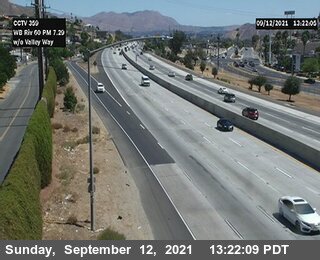 CCTV 359
WB Riv 60 PM 7.29
w/o Valley Way
09/12/2021 13:22:05
Sunday, September 12, 2021 13:22:09 PDT